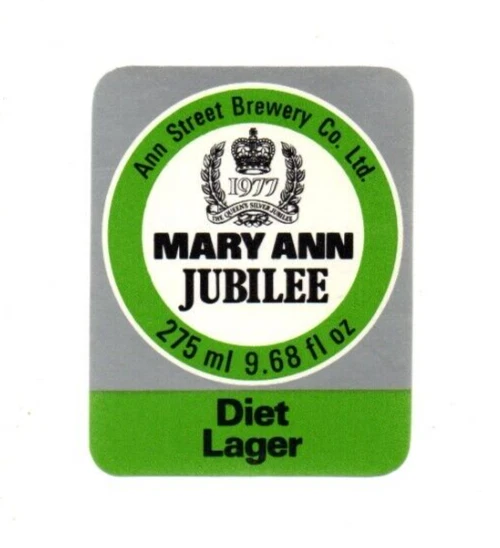 Ann Street Brewery Co. Ltd.
1977
THE QUEEN'S SILVER JUBILEE
MARY ANN
JUBILEE
275 ml 9.68 fl oz
Diet
Lager